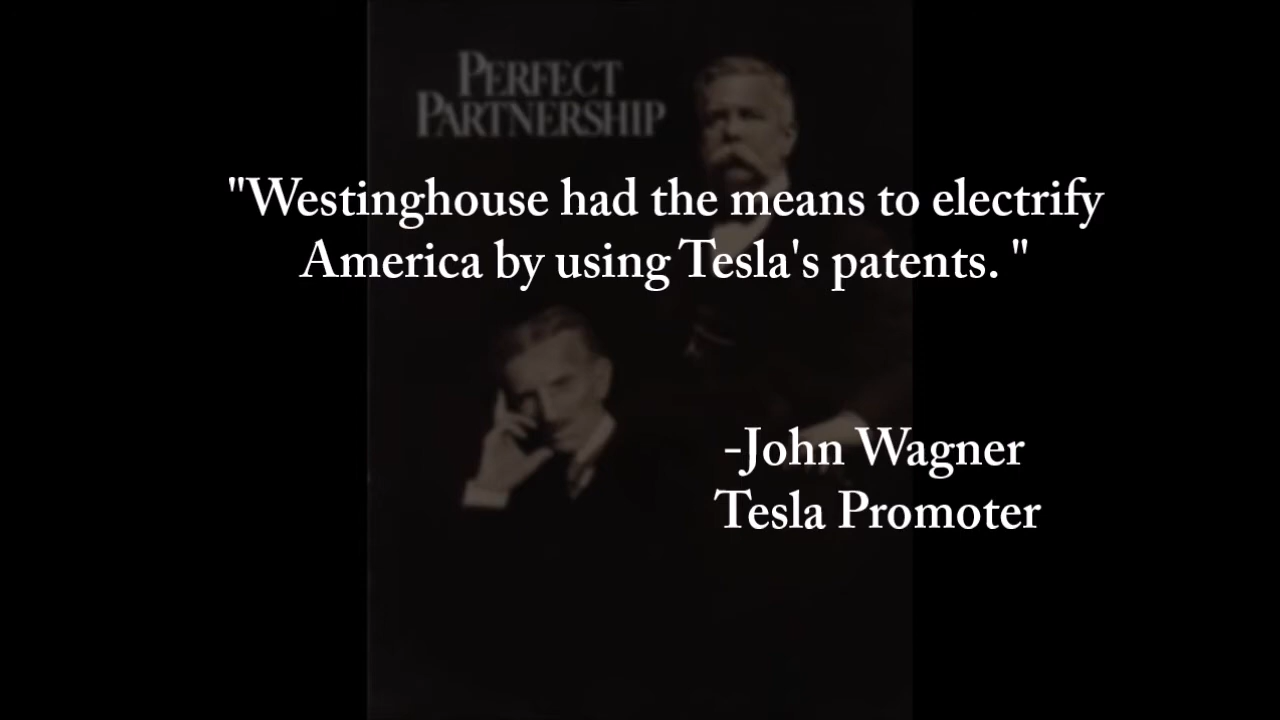 PERFECT
PARTNERSHIP
"Westinghouse had the means to electrify
America by using Tesla's patents. "
-John Wagner
Tesla Promoter